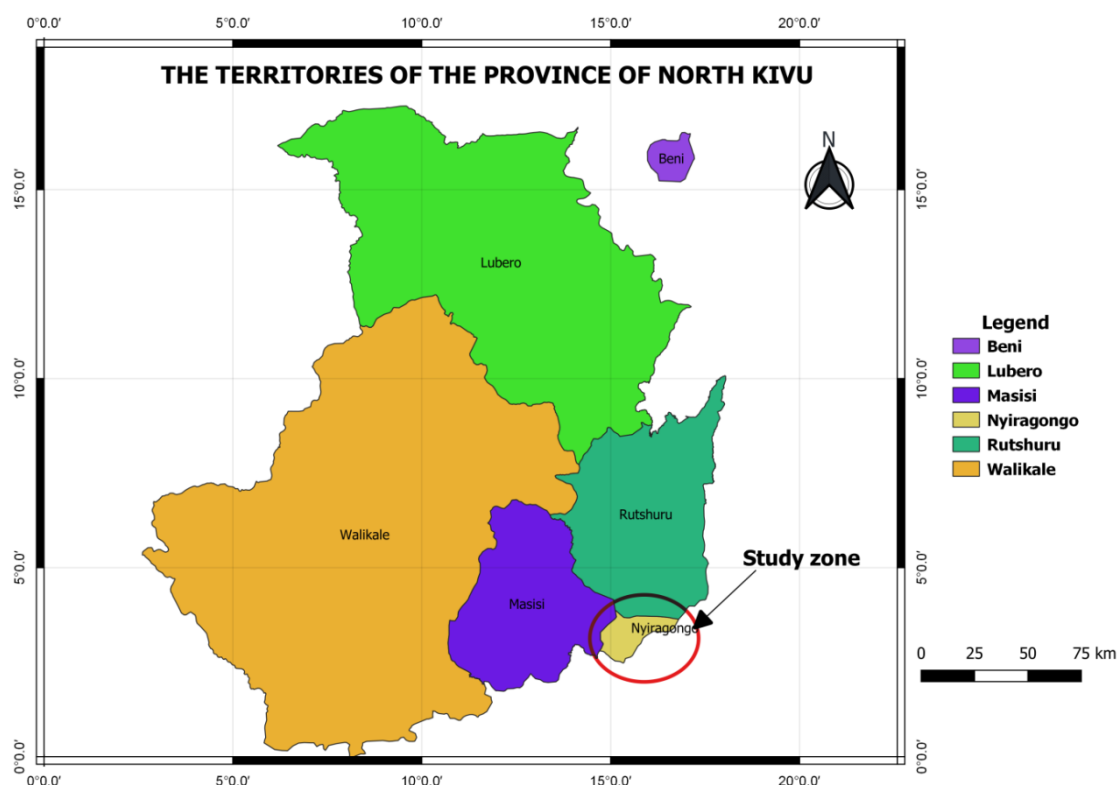 0°0.0' 5°0.0' 10°0.0' 15°0.0' 20°0.0'
THE TERRITORIES OF THE PROVINCE OF NORTH KIVU
N
Beni
15°0.0' 15°0.0'
Lubero
Legend
Beni
Lubero
Masisi
Nyiragongo
Rutshuru
Walikale
10°0.0' 10°0.0'
Rutshuru
Walikale
Study zone
5°0.0' 5°0.0'
Masisi
Nyiragongo
0 25 50 75 km
0°0.0' 0°0.0'
0°0.0' 5°0.0' 10°0.0' 15°0.0' 20°0.0'